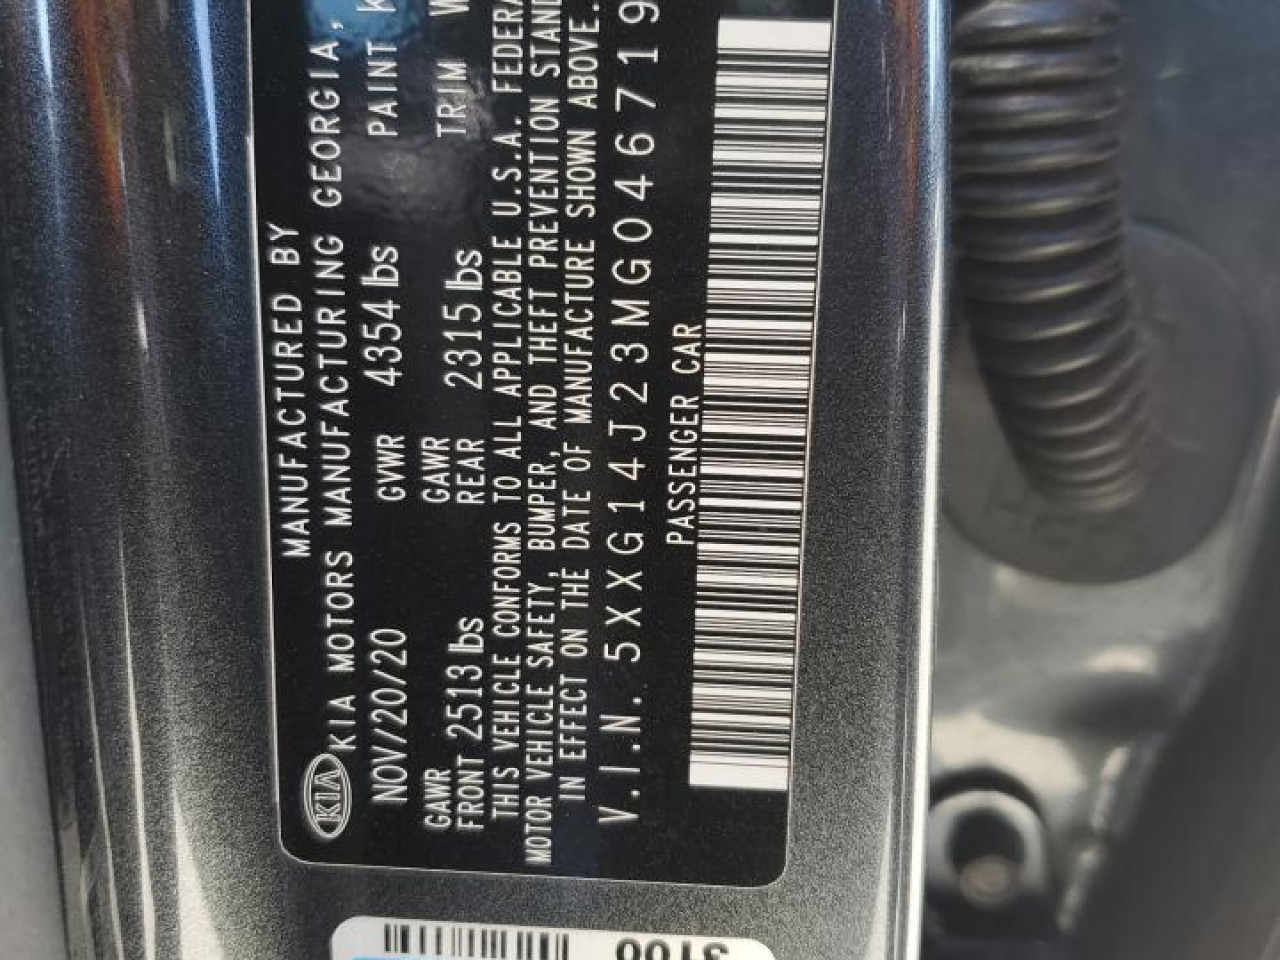 MANUFACTURED BY
KIA KIA MOTORS MANUFACTURING GEORGIA,
NOV/20/20 GVWR 4354 lbs PAINT K
GAWR FRONT 2513 lbs GAWR REAR 2315 lbs TRIM W
THIS VEHICLE CONFORMS TO ALL APPLICABLE U.S.A. FEDERA
MOTOR VEHICLE SAFETY, BUMPER, AND THEFT PREVENTION STAND
IN EFFECT ON THE DATE OF MANUFACTURE SHOWN ABOVE.
V.I.N. 5XXG14J23MG046719
PASSENGER CAR
3100